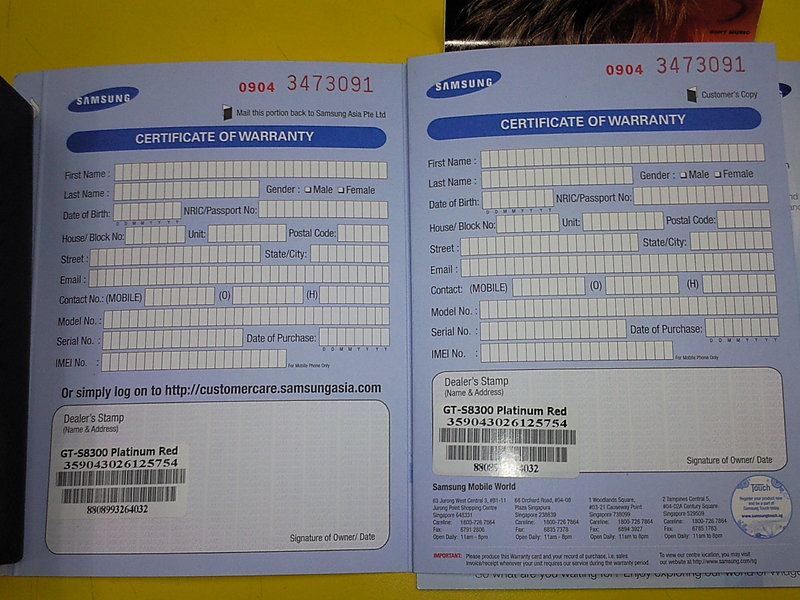 SONY MUSIC
SAMSUNG
0904 3473091
Mail this portion back to Samsung Asia Pte Ltd
CERTIFICATE OF WARRANTY
First Name :
Last Name : Gender : Male Female
Date of Birth: NRIC/Passport No:
D D M M Y Y Y Y
House/ Block No: Unit: Postal Code:
Street : State/City:
Email :
Contact No.: (MOBILE) (O) (H)
Model No. :
Serial No. : Date of Purchase:
D D M M Y Y Y Y
IMEI No. : For Mobile Phone Only
Or simply log on to http://customercare.samsungasia.com
Dealer's Stamp
(Name & Address)
GT-S8300 Platinum Red
359043026125754
8808993264032
Signature of Owner/ Date
SAMSUNG
0904 3473091
Customer's Copy
CERTIFICATE OF WARRANTY
First Name :
Last Name : Gender : Male Female
Date of Birth: NRIC/Passport No:
D D M M Y Y Y Y
House/ Block No: Unit: Postal Code:
Street : State/City:
Email :
Contact: (MOBILE) (O) (H)
Model No. :
Serial No. : Date of Purchase:
D D M M Y Y Y Y
IMEI No. : For Mobile Phone Only
Dealer's Stamp
(Name & Address)
GT-S8300 Platinum Red
359043026125754
4032
Signature of Owner/ Date
Samsung Mobile World
63 Jurong West Central 3, #B1-11
Jurong Point Shopping Centre
Singapore 648331
Careline: 1800-726 7864
Fax: 6791 2606
Open Daily: 11am - 8pm
68 Orchard Road, #04-08
Plaza Singapura
Singapore 238839
Careline: 1800-726 7864
Fax: 6835 7378
Open Daily: 11am - 8pm
1 Woodlands Square,
#03-21 Causeway Point
Singapore 738099
Careline: 1800-726 7864
Fax: 6894 3927
Open Daily: 11am to 8pm
2 Tampines Central 5,
#04-02A Century Square
Singapore 529509
Careline: 1800-726 7864
Fax: 6785 1763
Open Daily: 11am to 8pm
Touch
Register your product now
and be a part of
Samsung Touch today
www.samsungtouch.sg
IMPORTANT: Please produce this Warranty card and your record of purchase, i.e. sales
invoice/receipt whenever your unit requires our service during the warranty period.
To view our centre location, you may visit
our website at http://www.samsung.com/sg
So what are you waiting for? Enjoy exploring our world of